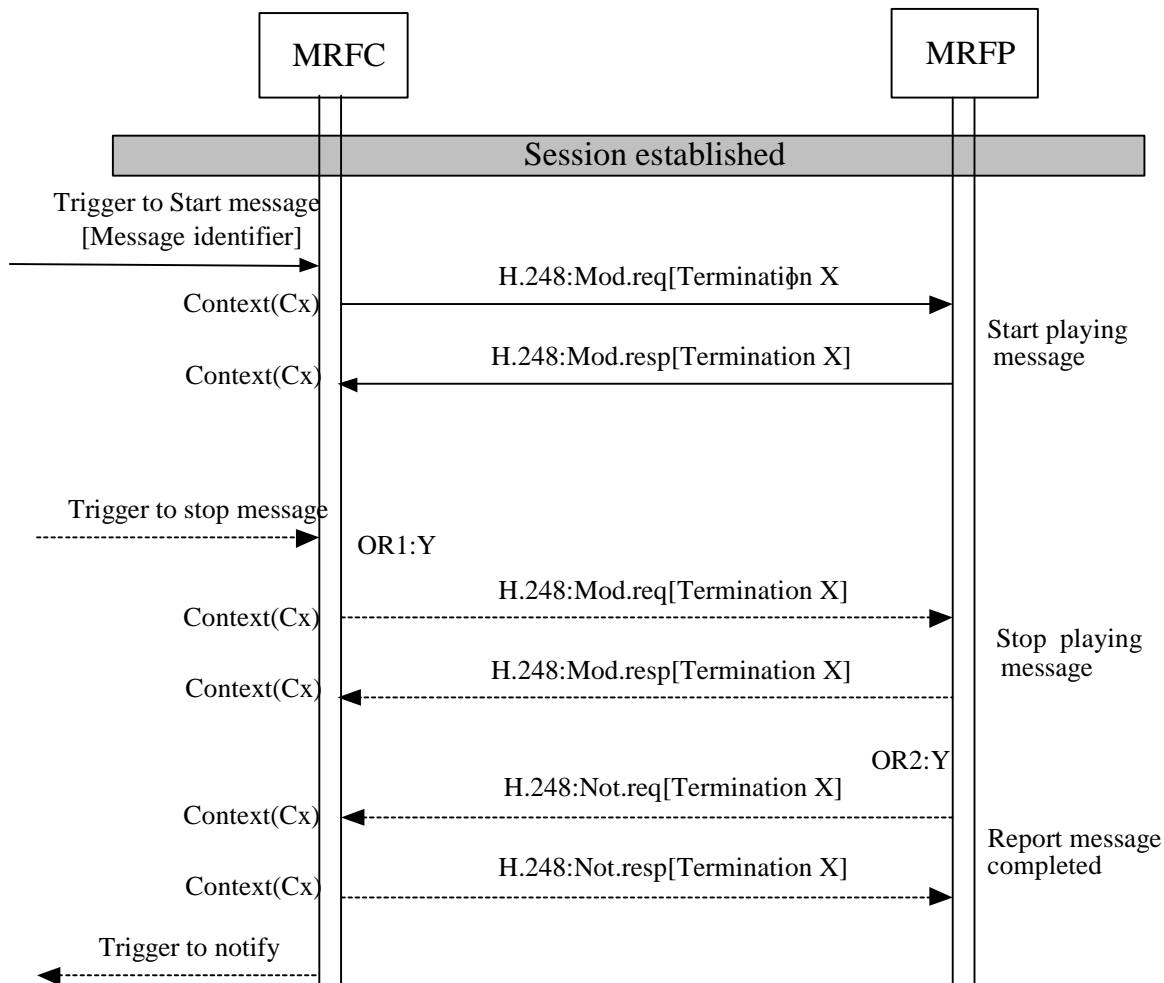 MRFC
MRFP
Session established
Trigger to Start message
[Message identifier]
H.248:Mod.req[Termination X
Context(Cx)
Start playing
message
H.248:Mod.resp[Termination X]
Context(Cx)
Trigger to stop message
OR1:Y
H.248:Mod.req[Termination X]
Context(Cx)
Stop playing
message
H.248:Mod.resp[Termination X]
Context(Cx)
OR2:Y
H.248:Not.req[Termination X]
Context(Cx)
Report message
completed
H.248:Not.resp[Termination X]
Context(Cx)
Trigger to notify